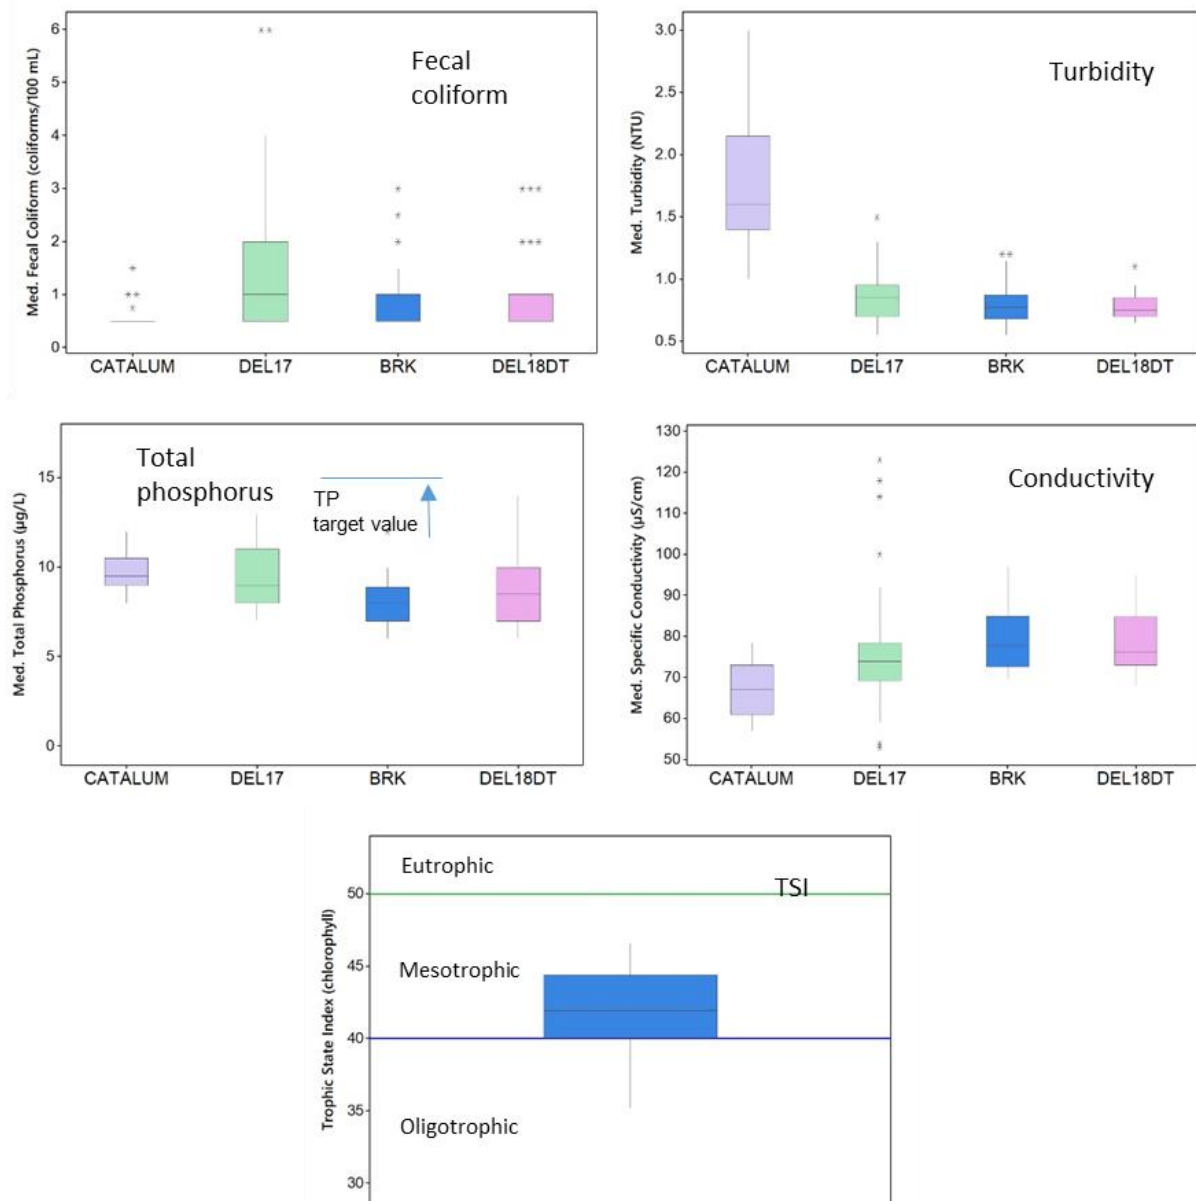 Med. Fecal Coliform (coliforms/100 mL)
6
5
4
3
2
1
0
Fecal
coliform
CATALUM
DEL17
BRK
DEL18DT
Med. Turbidity (NTU)
3.0
2.5
2.0
1.5
1.0
0.5
Turbidity
CATALUM
DEL17
BRK
DEL18DT
Med. Total Phosphorus (µg/L)
15
10
5
0
Total
phosphorus
TP
target value
CATALUM
DEL17
BRK
DEL18DT
Med. Specific Conductivity (µS/cm)
130
120
110
100
90
80
70
60
50
Conductivity
CATALUM
DEL17
BRK
DEL18DT
Trophic State Index (chlorophyll)
50
45
40
35
30
Eutrophic
TSI
Mesotrophic
Oligotrophic